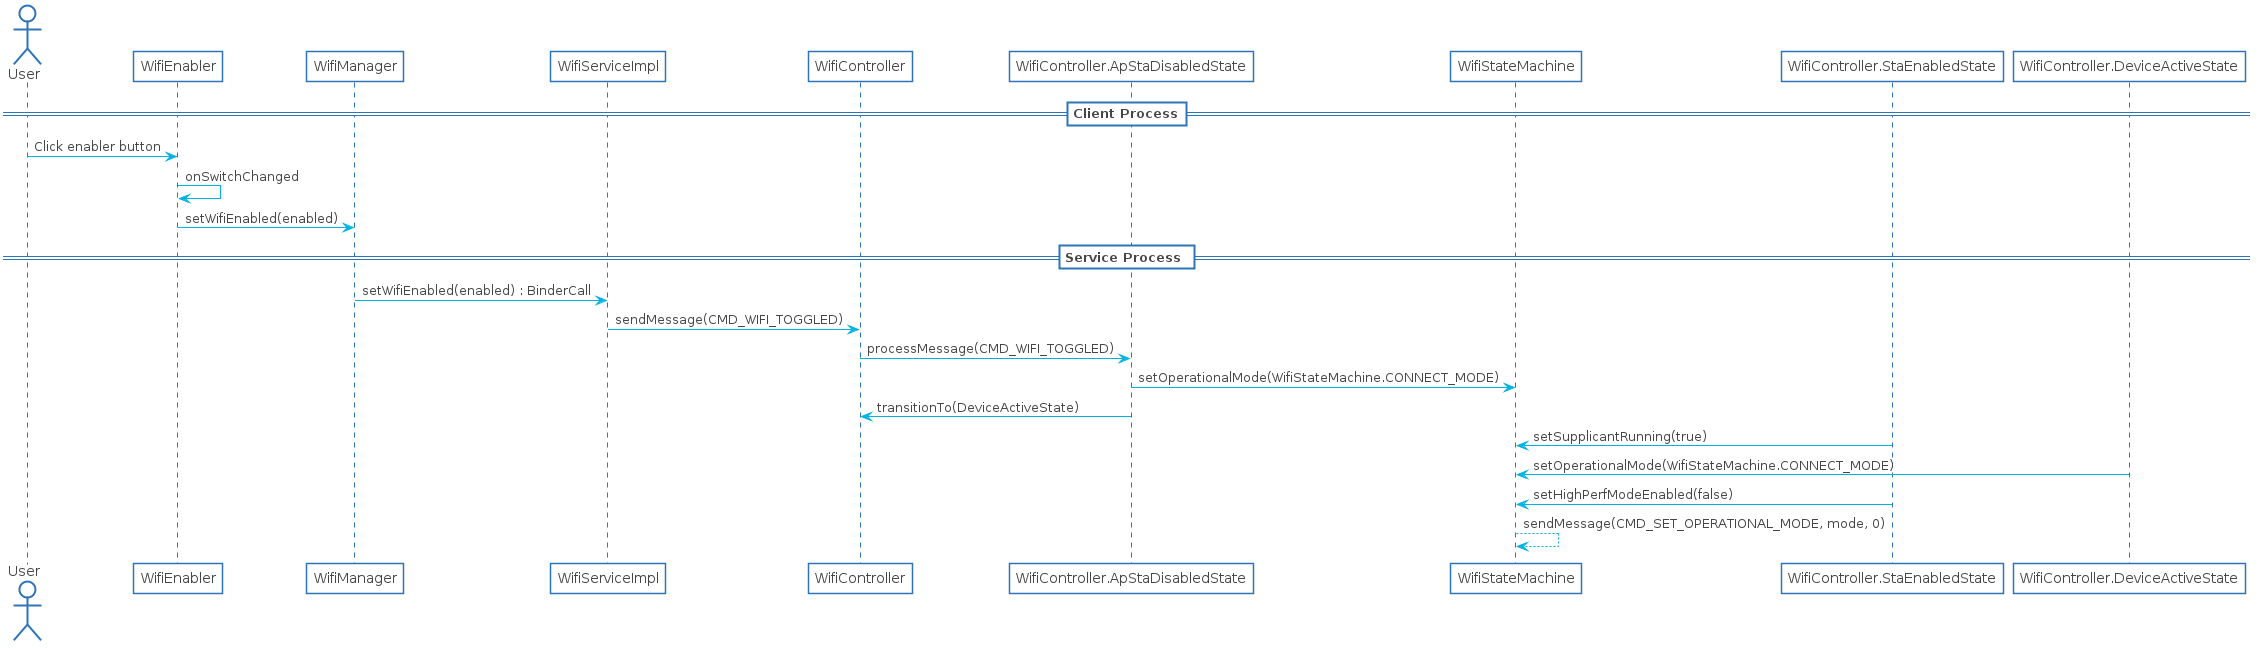 User
WifiEnabler
WifiManager
WifiServiceImpl
WifiController
WifiController.ApStaDisabledState
WifiStateMachine
WifiController.StaEnabledState
WifiController.DeviceActiveState
Client Process
Click enabler button
onSwitchChanged
setWifiEnabled(enabled)
Service Process
setWifiEnabled(enabled) : BinderCall
sendMessage(CMD_WIFI_TOGGLED)
processMessage(CMD_WIFI_TOGGLED)
setOperationalMode(WifiStateMachine.CONNECT_MODE)
transitionTo(DeviceActiveState)
setSupplicantRunning(true)
setOperationalMode(WifiStateMachine.CONNECT_MODE)
setHighPerfModeEnabled(false)
sendMessage(CMD_SET_OPERATIONAL_MODE, mode, 0)
User
WifiEnabler
WifiManager
WifiServiceImpl
WifiController
WifiController.ApStaDisabledState
WifiStateMachine
WifiController.StaEnabledState
WifiController.DeviceActiveState